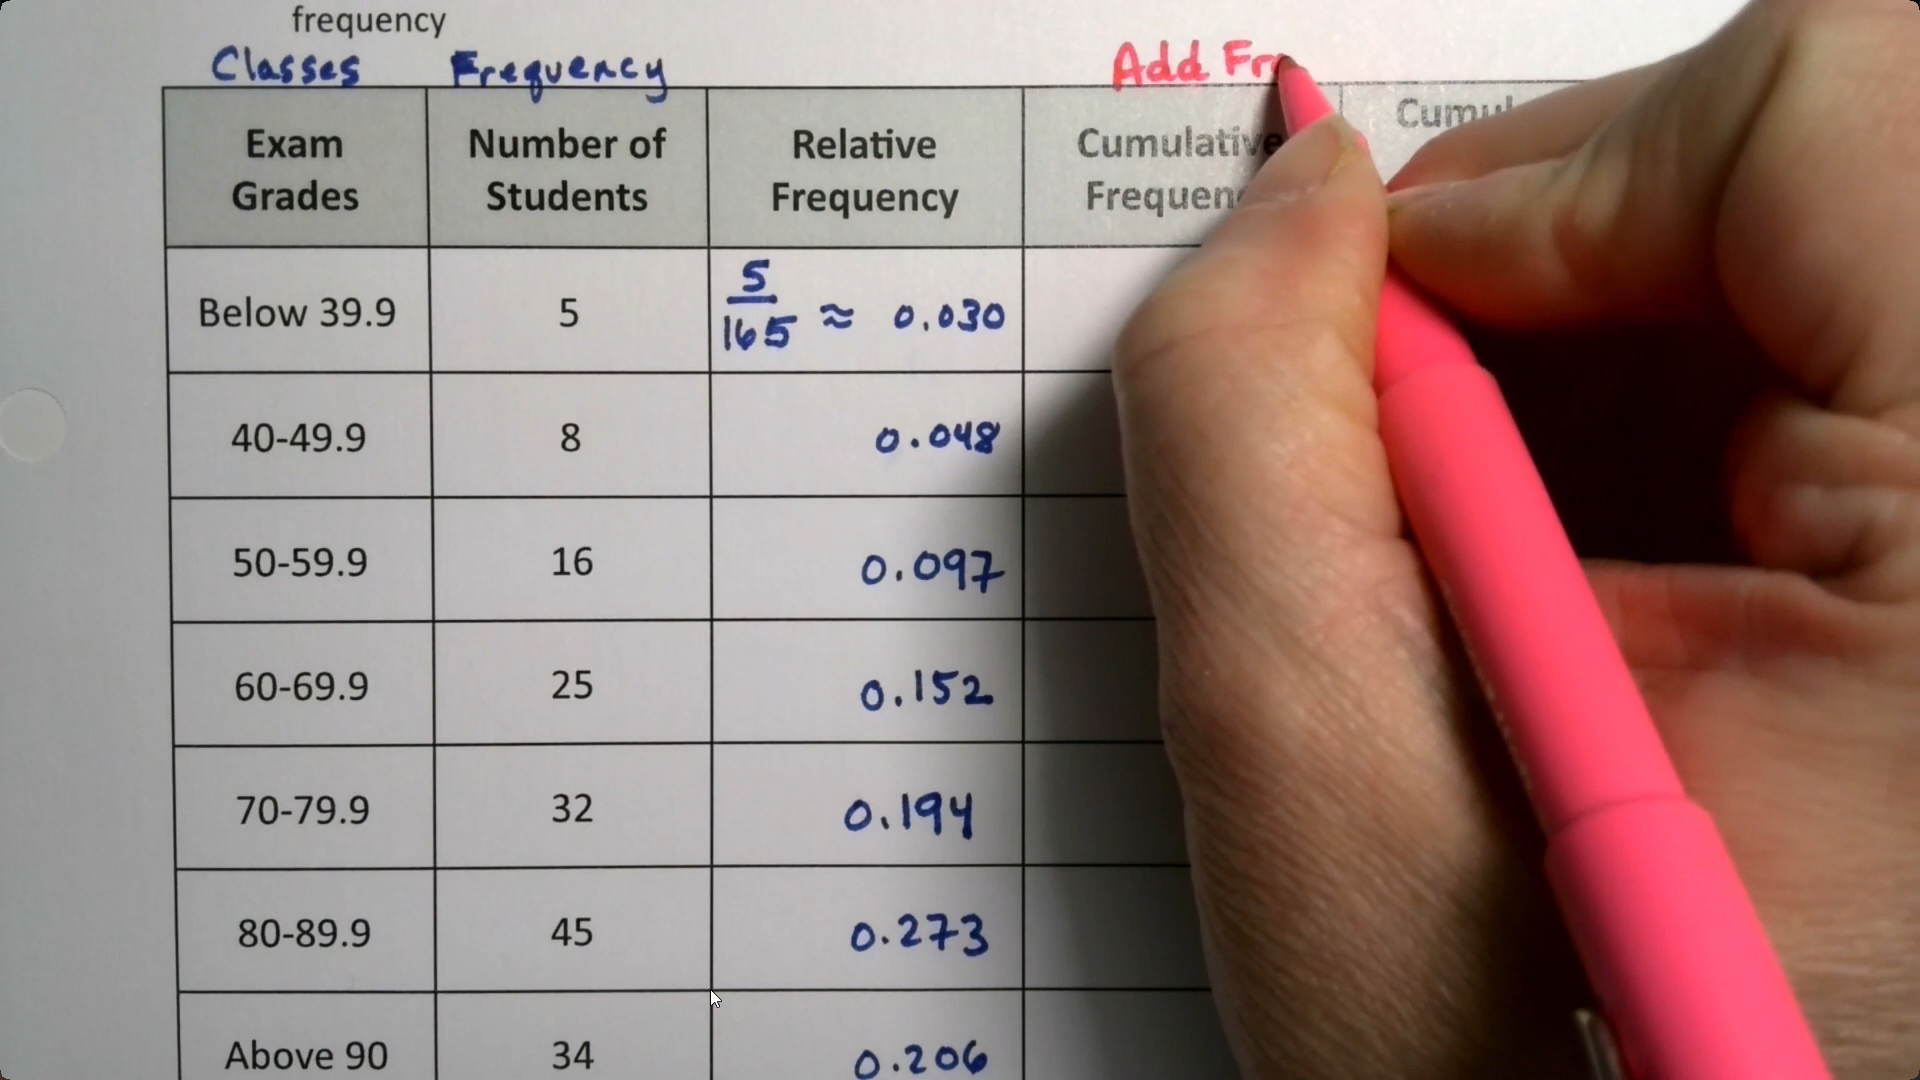 frequency
Classes Frequency Add Fr
Exam Grades Number of Students Relative Frequency Cumulative
Below 39.9 5 5/165 ≈ 0.030
40-49.9 8 0.048
50-59.9 16 0.097
60-69.9 25 0.152
70-79.9 32 0.194
80-89.9 45 0.273
Above 90 34 0.206